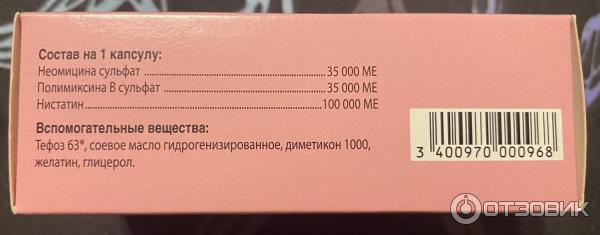 Состав на 1 капсулу:
Неомицина сульфат ........................................ 35 000 МЕ
Полимиксина В сульфат ................................ 35 000 МЕ
Нистатин ...................................................... 100 000 МЕ
Вспомогательные вещества:
Тефоз 63®, соевое масло гидрогенизированное, диметикон 1000,
желатин, глицерол.
3 400970 000968
ОТЗОВИК